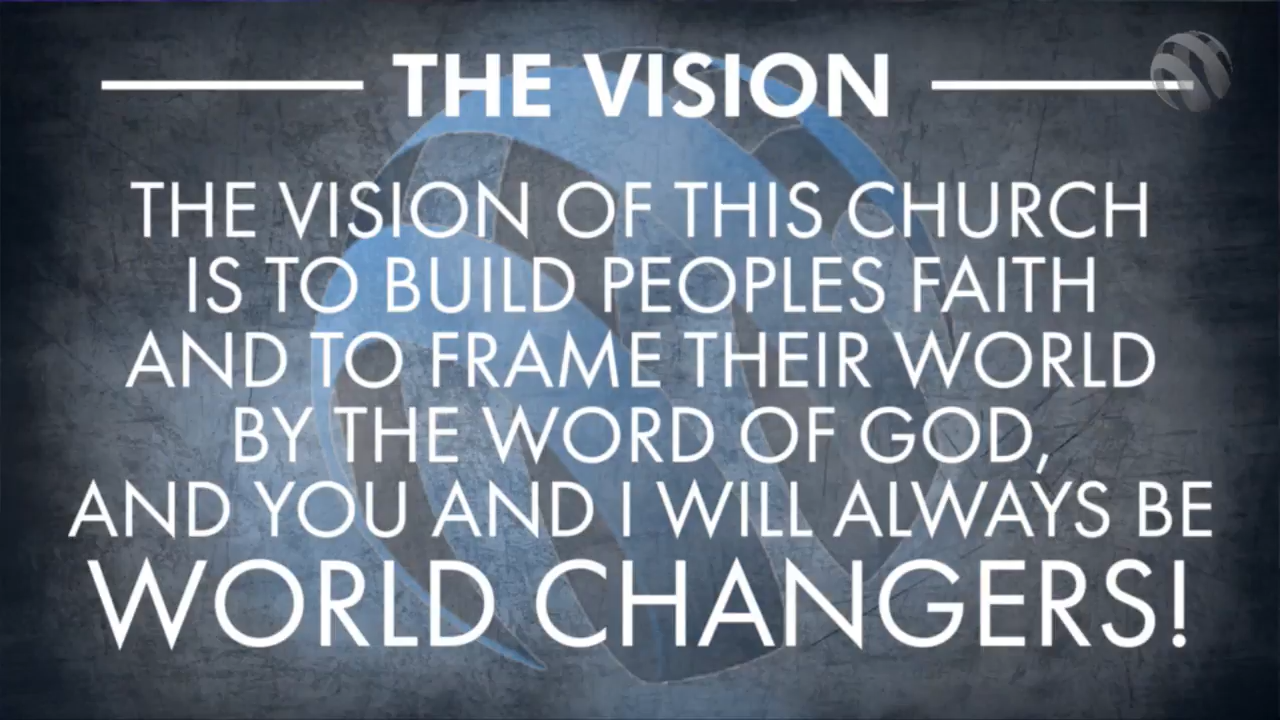 THE VISION
THE VISION OF THIS CHURCH
IS TO BUILD PEOPLES FAITH
AND TO FRAME THEIR WORLD
BY THE WORD OF GOD,
AND YOU AND I WILL ALWAYS BE
WORLD CHANGERS!